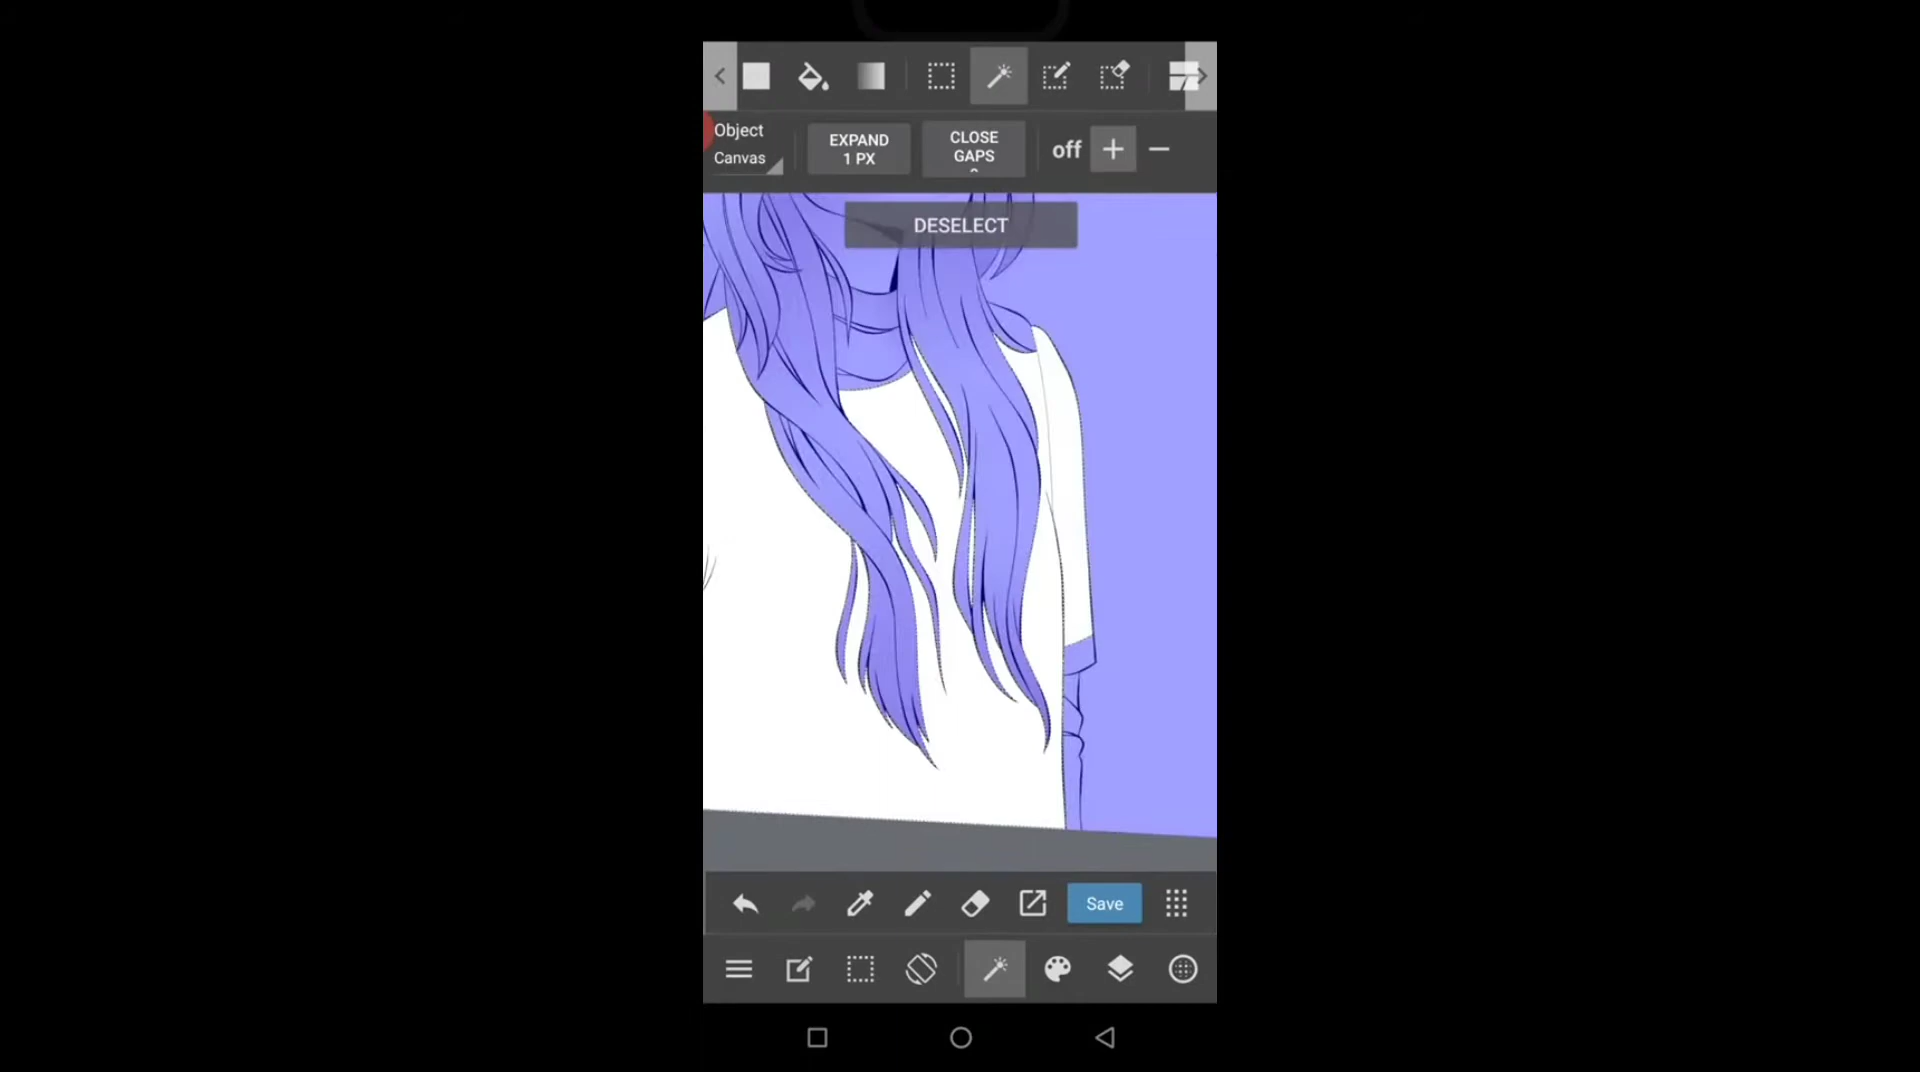 Object
Canvas
EXPAND
1 PX
CLOSE
GAPS
off
DESELECT
Save